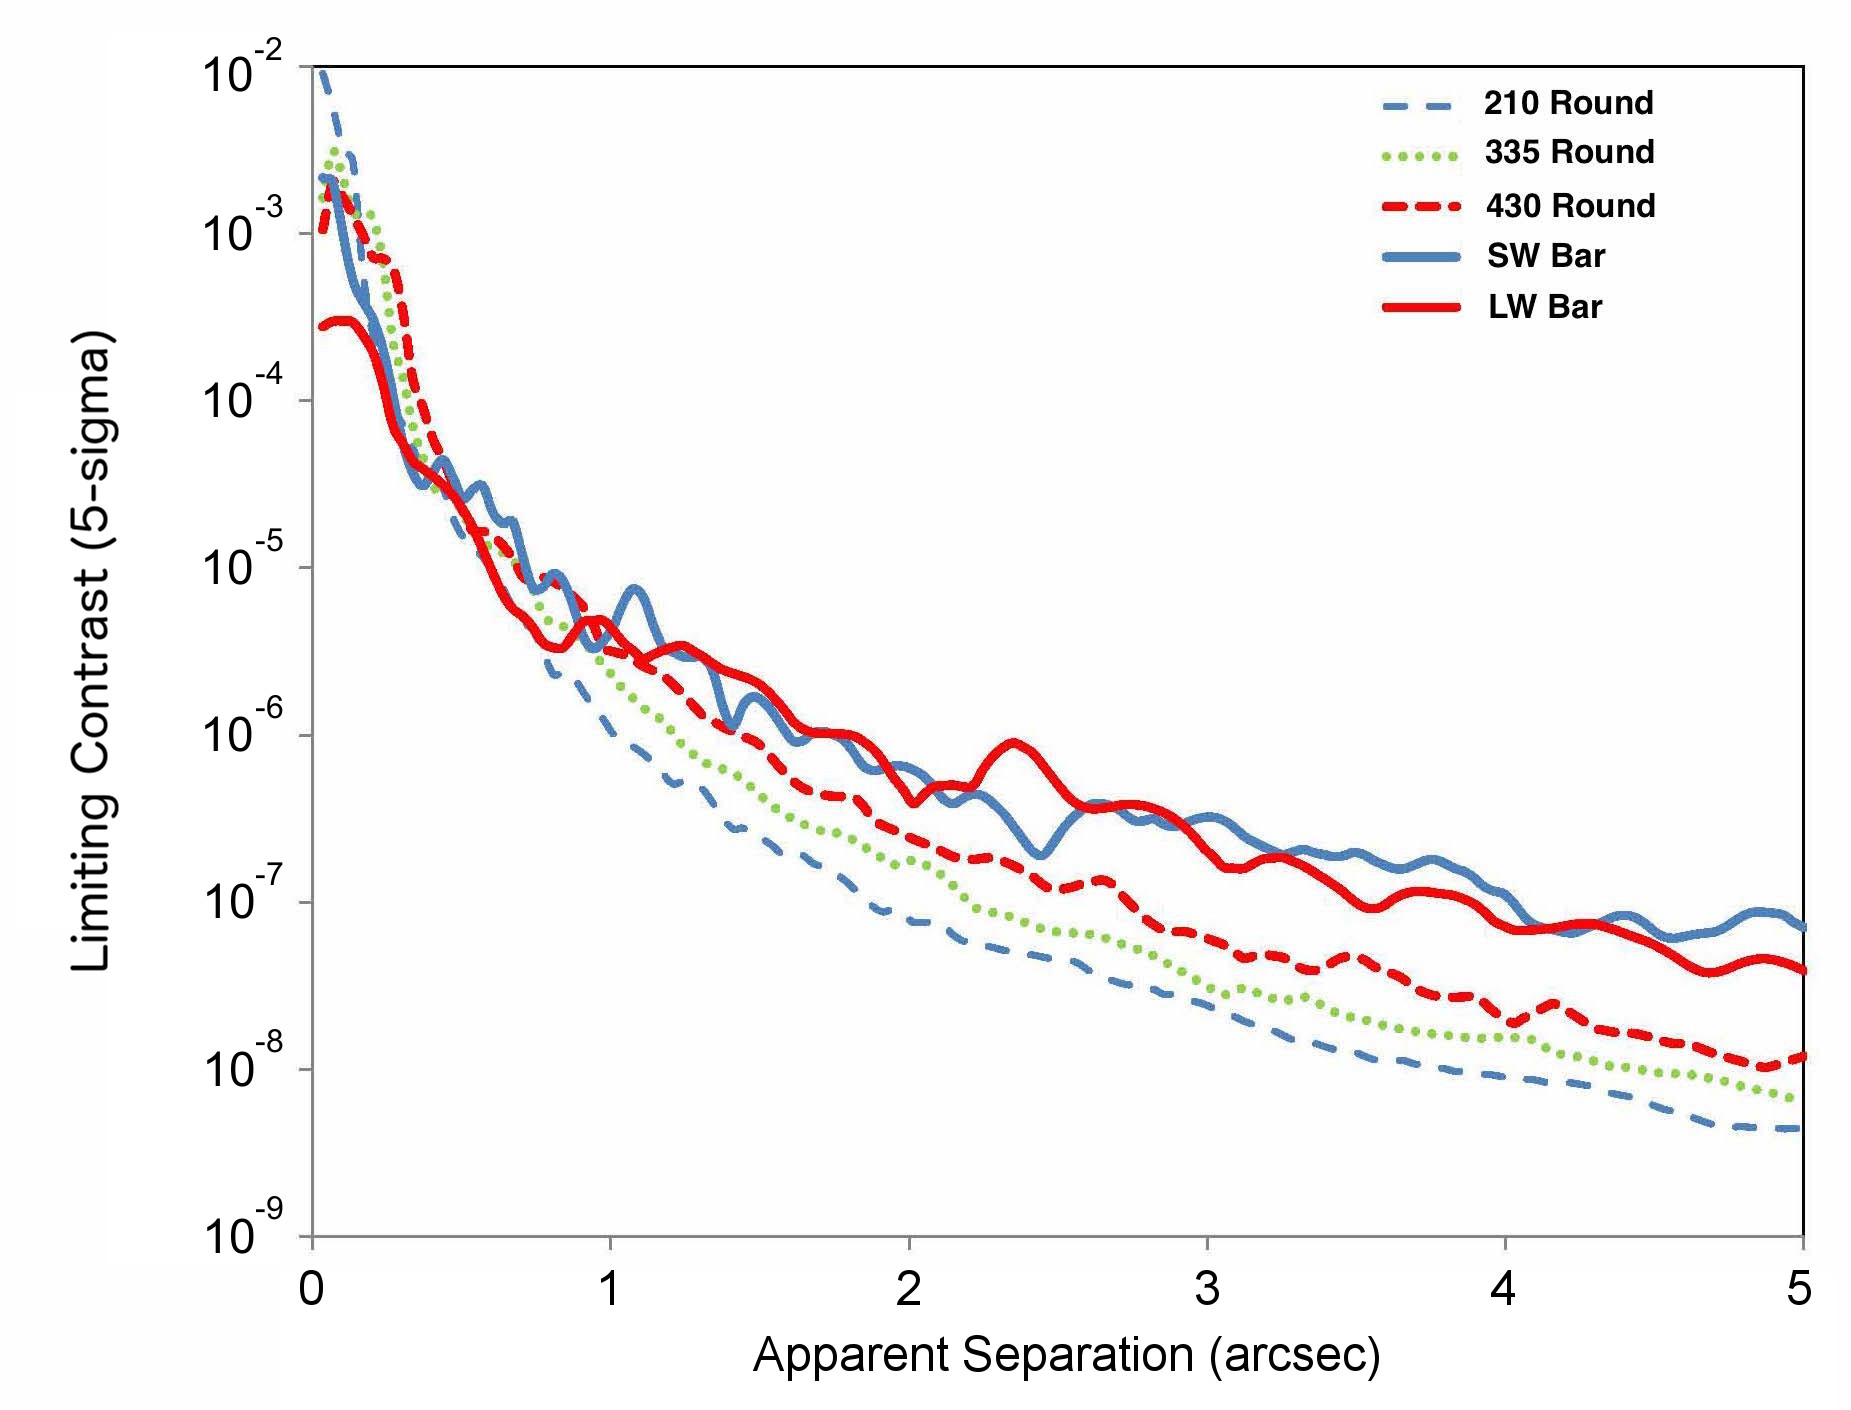 Limiting Contrast (5-sigma)
10^-2
10^-3
10^-4
10^-5
10^-6
10^-7
10^-8
10^-9
210 Round
335 Round
430 Round
SW Bar
LW Bar
0 1 2 3 4 5
Apparent Separation (arcsec)